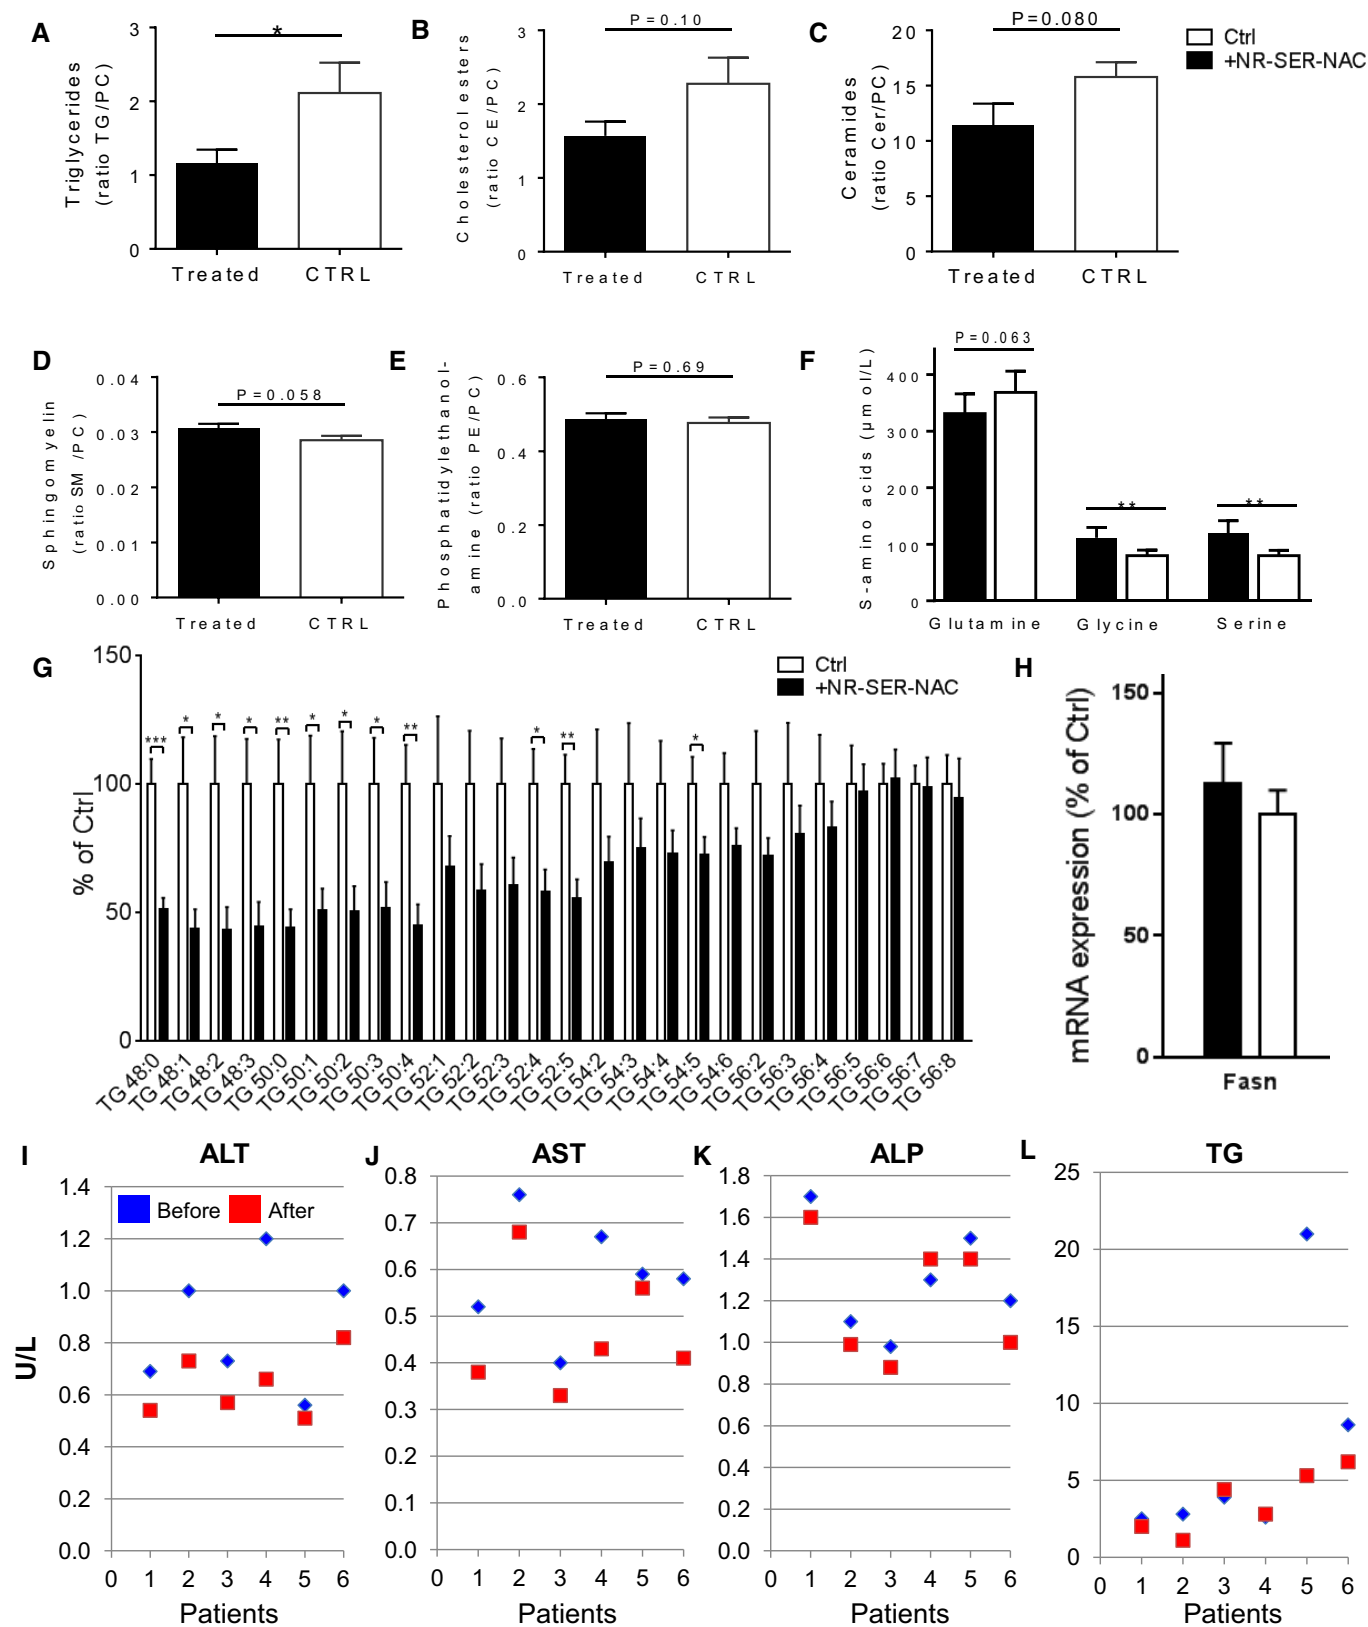 A
Triglycerides
(ratio TG/PC)
3
2
1
0
*
Treated
CTRL
B
Cholesterolesters
(ratio CE/PC)
3
2
1
0
P=0.10
Treated
CTRL
C
Ceramides
(ratio Cer/PC)
20
15
10
5
0
P=0.080
Treated
CTRL
Ctrl
+NR-SER-NAC
D
Sphingomyelin
(ratio SM /PC)
0.04
0.03
0.02
0.01
0.00
P=0.058
Treated
CTRL
E
Phosphatidylethanol-
amine (ratio PE/PC)
0.6
0.4
0.2
0.0
P=0.69
Treated
CTRL
F
S-amino acids (µmol/L)
400
300
200
100
0
P=0.063
**
**
Glutamine
Glycine
Serine
G
% of Ctrl
150
100
50
0
Ctrl
+NR-SER-NAC
***
*
*
*
**
*
*
*
**
*
**
*
TG 48:0
TG 48:1
TG 48:2
TG 48:3
TG 50:0
TG 50:1
TG 50:2
TG 50:3
TG 50:4
TG 52:1
TG 52:2
TG 52:3
TG 52:4
TG 52:5
TG 54:2
TG 54:3
TG 54:4
TG 54:5
TG 54:6
TG 56:2
TG 56:3
TG 56:4
TG 56:5
TG 56:6
TG 56:7
TG 56:8
H
mRNA expression (% of Ctrl)
150
100
50
0
Fasn
I
ALT
U/L
1.4
1.2
1.0
0.8
0.6
0.4
0.2
0.0
Before
After
0 1 2 3 4 5 6
Patients
J
AST
0.8
0.7
0.6
0.5
0.4
0.3
0.2
0.1
0.0
0 1 2 3 4 5 6
Patients
K
ALP
1.8
1.6
1.4
1.2
1.0
0.8
0.6
0.4
0.2
0.0
0 1 2 3 4 5 6
Patients
L
TG
25
20
15
10
5
0
0 1 2 3 4 5 6
Patients